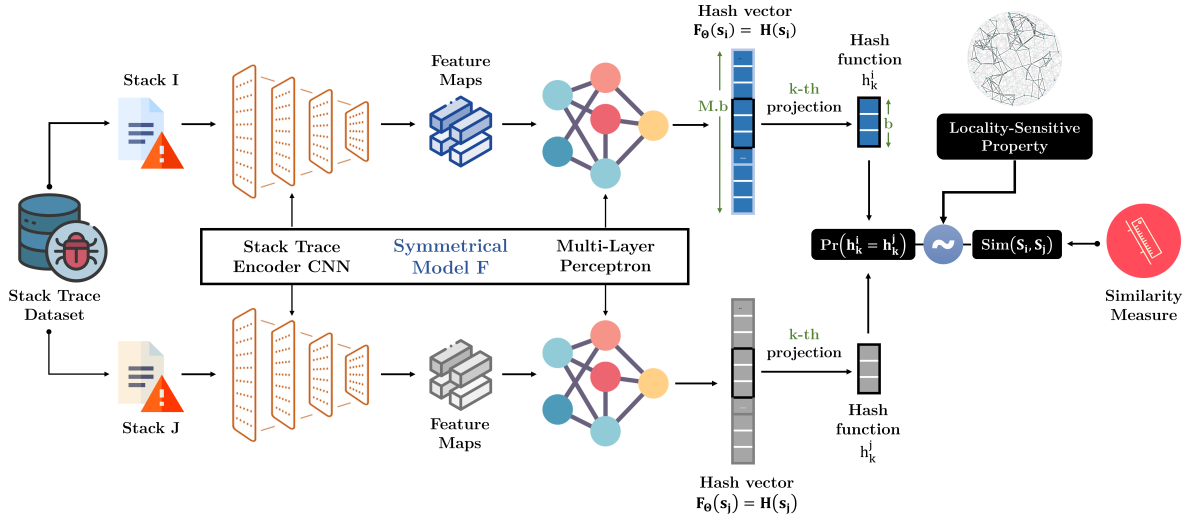 Stack I
Feature
Maps
Hash vector
F_Θ(s_i) = H(s_i)
M.b
k-th
projection
Hash
function
h_k^i
b
Locality-Sensitive
Property
Stack Trace
Dataset
Stack Trace
Encoder CNN
Symmetrical
Model F
Multi-Layer
Perceptron
Pr(h_k^i = h_k^j)
~
Sim(S_i, S_j)
Similarity
Measure
Stack J
Feature
Maps
k-th
projection
Hash
function
h_k^j
Hash vector
F_Θ(s_j) = H(s_j)